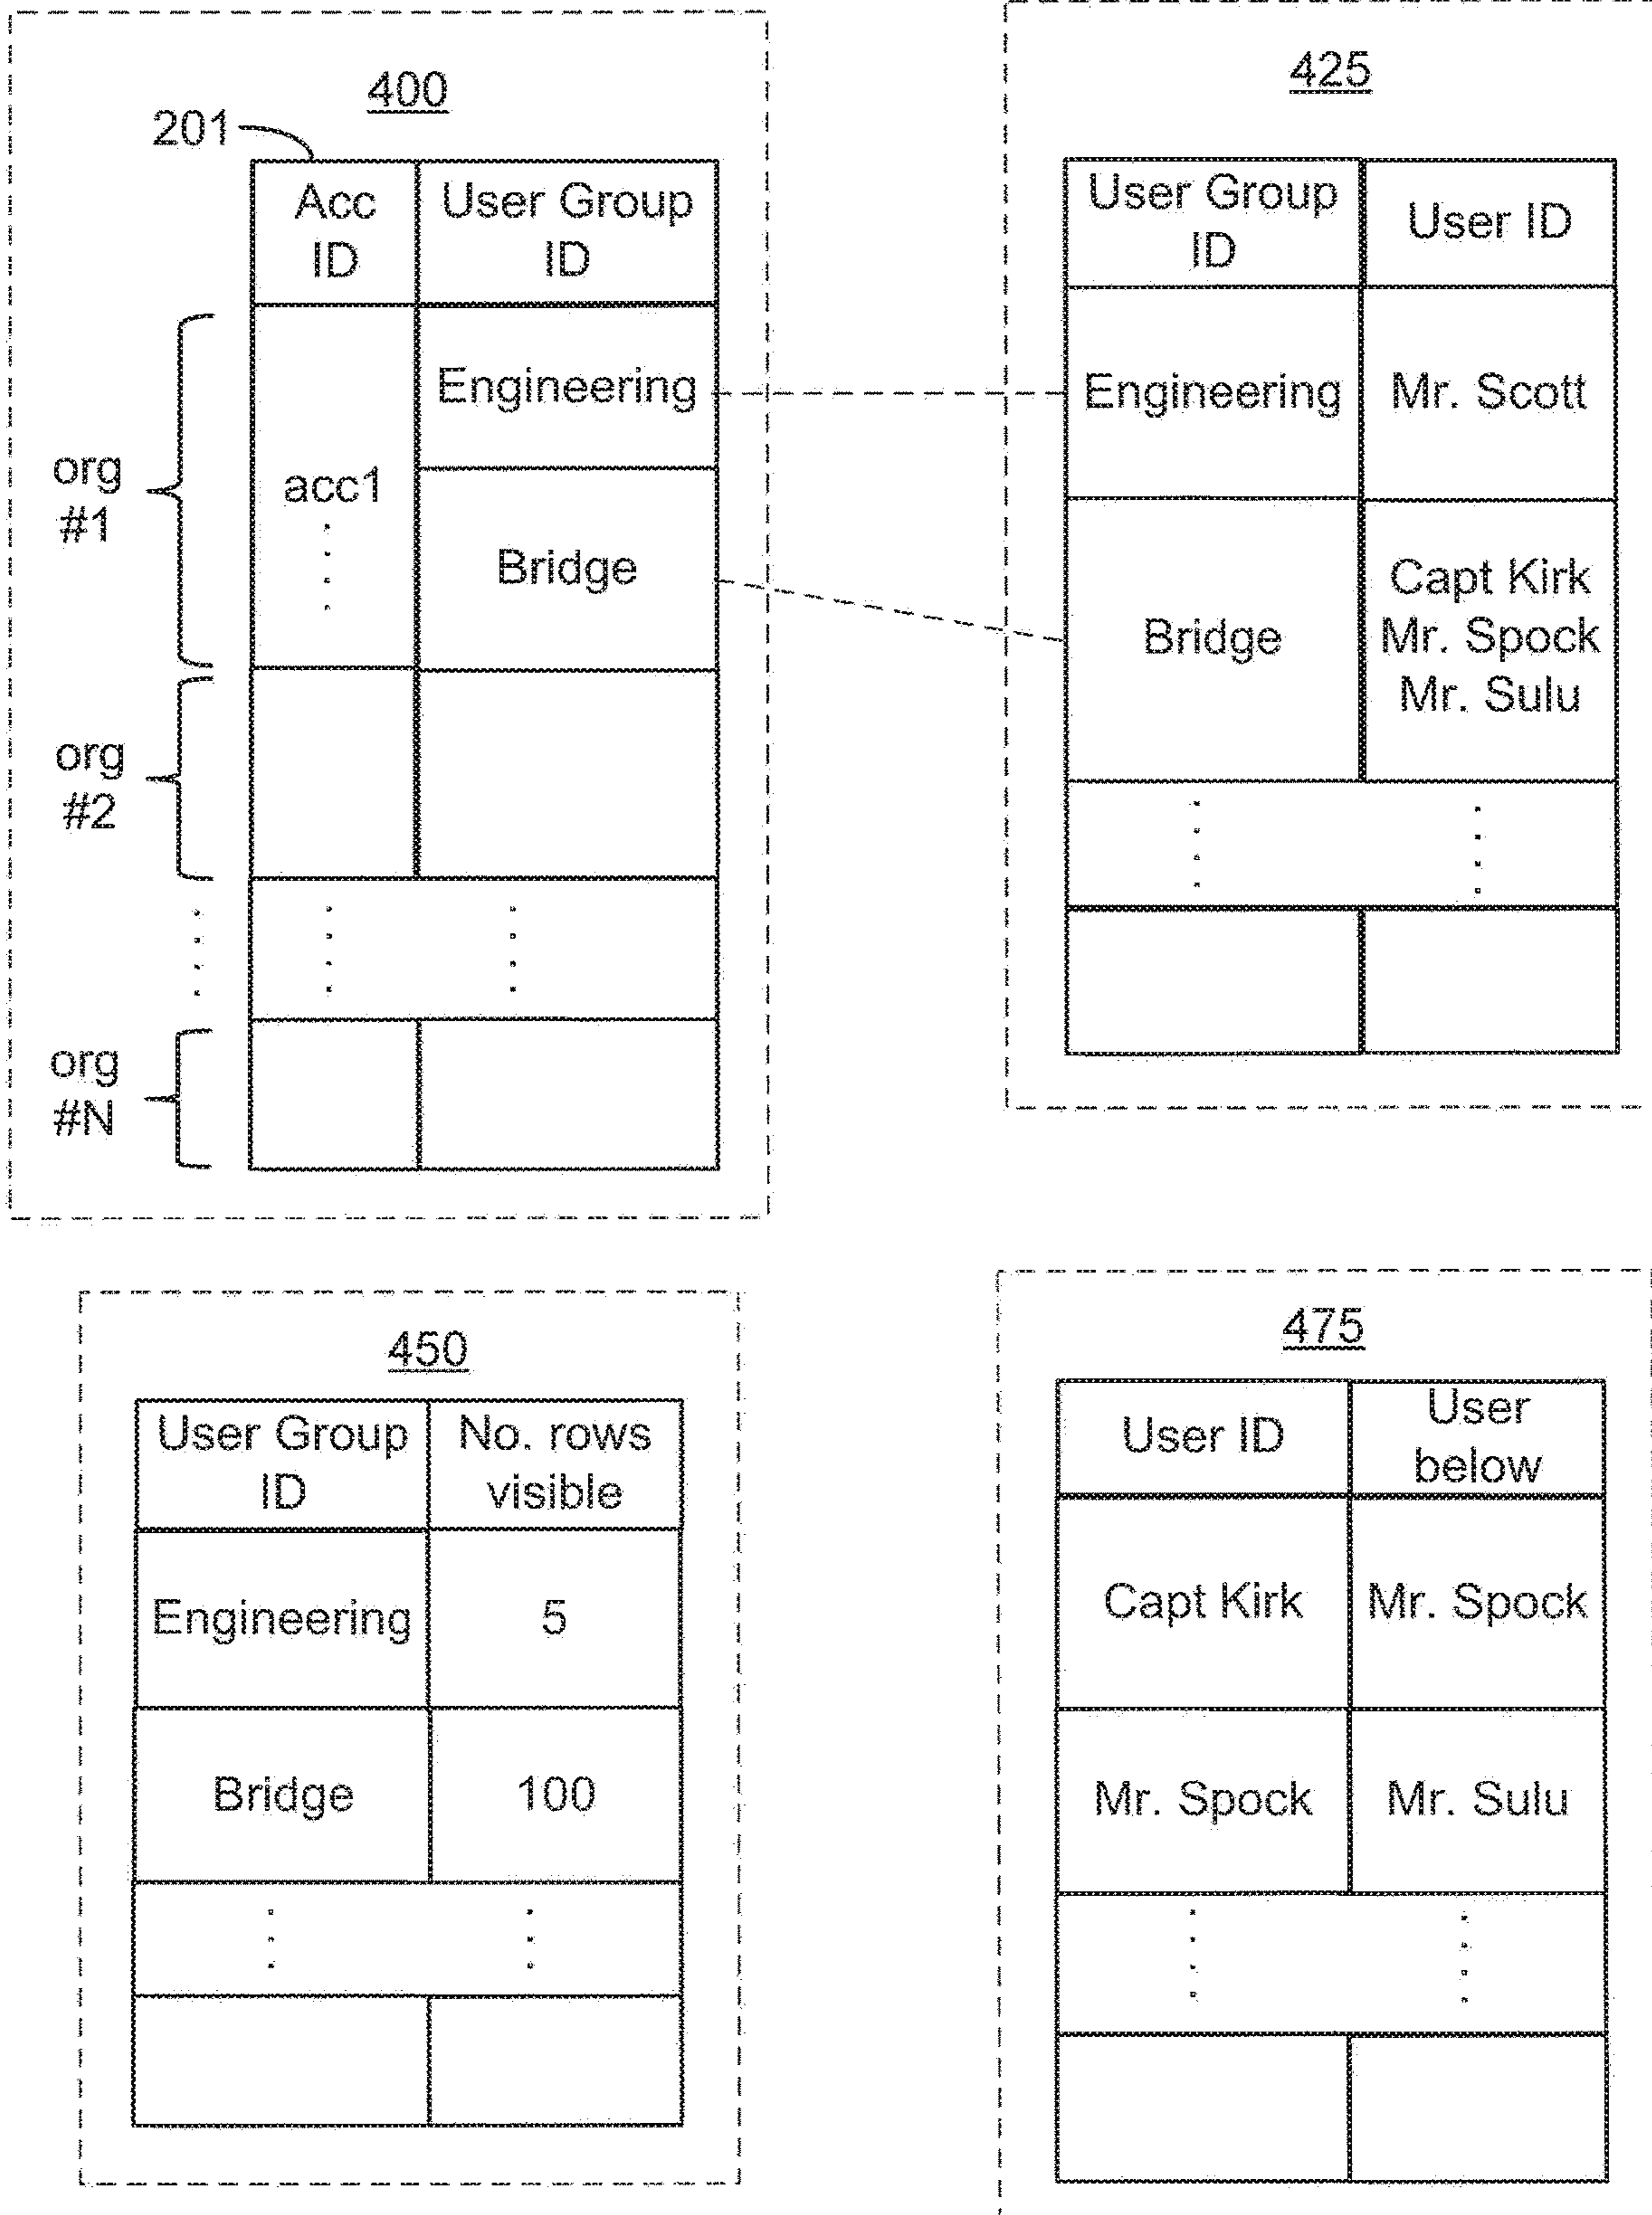 400
201
Acc ID
User Group ID
org #1
acc1
Engineering
Bridge
org #2
org #N
425
User Group ID
User ID
Engineering
Mr. Scott
Bridge
Capt Kirk
Mr. Spock
Mr. Sulu
450
User Group ID
No. rows visible
Engineering
5
Bridge
100
475
User ID
User below
Capt Kirk
Mr. Spock
Mr. Spock
Mr. Sulu